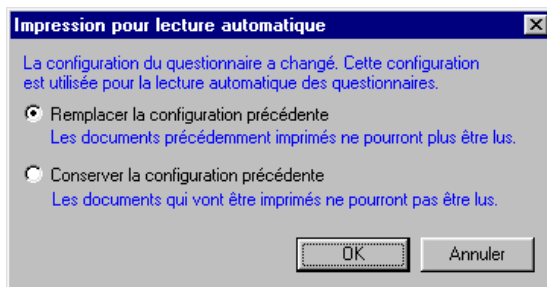 Impression pour lecture automatique
La configuration du questionnaire a changé. Cette configuration
est utilisée pour la lecture automatique des questionnaires.
Remplacer la configuration précédente
Les documents précédemment imprimés ne pourront plus être lus.
Conserver la configuration précédente
Les documents qui vont être imprimés ne pourront pas être lus.
OK
Annuler